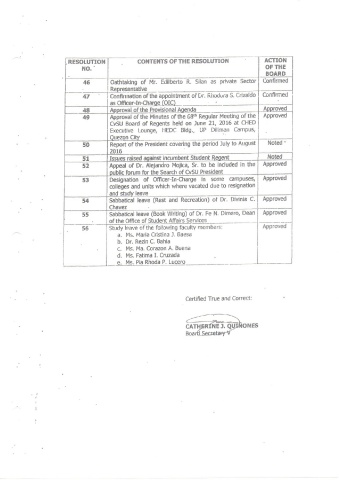 RESOLUTION NO. CONTENTS OF THE RESOLUTION ACTION OF THE BOARD
46 Oathtaking of Mr. Edilberto R. Silan as private Sector Confirmed
Representative
47 Confirmation of the appointment of Dr. Rhodora S. Crisaldo Confirmed
as Officer-In-Charge (OIC)
48 Approval of the Provisional Agenda Approved
49 Approval of the Minutes of the 68th Regular Meeting of the Approved
CvSU Board of Regents held on June 21, 2016 at CHED
Executive Lounge, HEDC Bldg., UP Diliman Campus,
Quezon City
50 Report of the President covering the period July to August Noted
2016
51 Issues raised against incumbent Student Regent Noted
52 Appeal of Dr. Alejandro Mojica, Sr. to be included in the Approved
public forum for the Search of CvSU President
53 Designation of Officer-In-Charge in some campuses, Approved
colleges and units which where vacated due to resignation
and study leave
54 Sabbatical leave (Rest and Recreation) of Dr. Divinia C. Approved
Chavez
55 Sabbatical leave (Book Writing) of Dr. Fe N. Dimero, Dean Approved
of the Office of Student Affairs Services
56 Study leave of the following faculty members: Approved
a. Ms. Maria Cristina J. Baesa
b. Dr. Rezin C. Bahia
c. Ms. Ma. Corazon A. Buena
d. Ms. Fatima I. Cruzada
e. Ms. Pia Rhoda P. Lucero
Certified True and Correct:
CATHERINE J. QUIÑONES
Board Secretary V